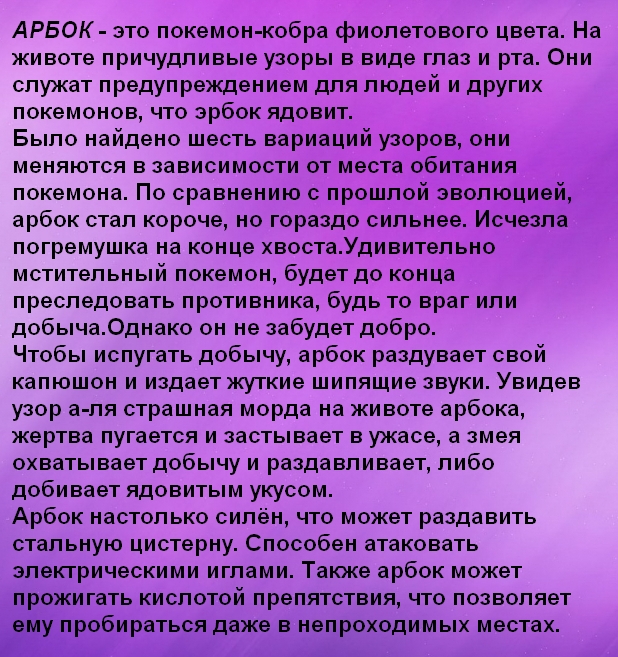 АРБОК - это покемон-кобра фиолетового цвета. На
животе причудливые узоры в виде глаз и рта. Они
служат предупреждением для людей и других
покемонов, что эрбок ядовит.
Было найдено шесть вариаций узоров, они
меняются в зависимости от места обитания
покемона. По сравнению с прошлой эволюцией,
арбок стал короче, но гораздо сильнее. Исчезла
погремушка на конце хвоста.Удивительно
мстительный покемон, будет до конца
преследовать противника, будь то враг или
добыча.Однако он не забудет добро.
Чтобы испугать добычу, арбок раздувает свой
капюшон и издает жуткие шипящие звуки. Увидев
узор а-ля страшная морда на животе арбока,
жертва пугается и застывает в ужасе, а змея
охватывает добычу и раздавливает, либо
добивает ядовитым укусом.
Арбок настолько силён, что может раздавить
стальную цистерну. Способен атаковать
электрическими иглами. Также арбок может
прожигать кислотой препятствия, что позволяет
ему пробираться даже в непроходимых местах.